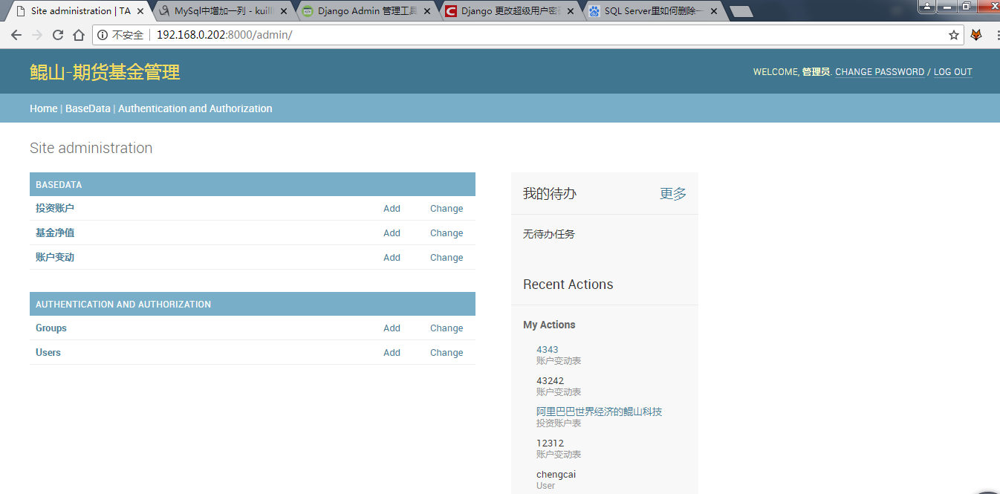 Site administration | TA
MySql中增加一列 - kuilll
Django Admin 管理工具
Django 更改超级用户密
SQL Server里如何删除一
不安全 192.168.0.202:8000/admin/
鲲山-期货基金管理
WELCOME, 管理员. CHANGE PASSWORD / LOG OUT
Home | BaseData | Authentication and Authorization
Site administration
BASEDATA
投资账户 Add Change
基金净值 Add Change
账户变动 Add Change
AUTHENTICATION AND AUTHORIZATION
Groups Add Change
Users Add Change
我的待办 更多
无待办任务
Recent Actions
My Actions
4343
账户变动表
43242
账户变动表
阿里巴巴世界经济的鲲山科技
投资账户表
12312
账户变动表
chengcai
User